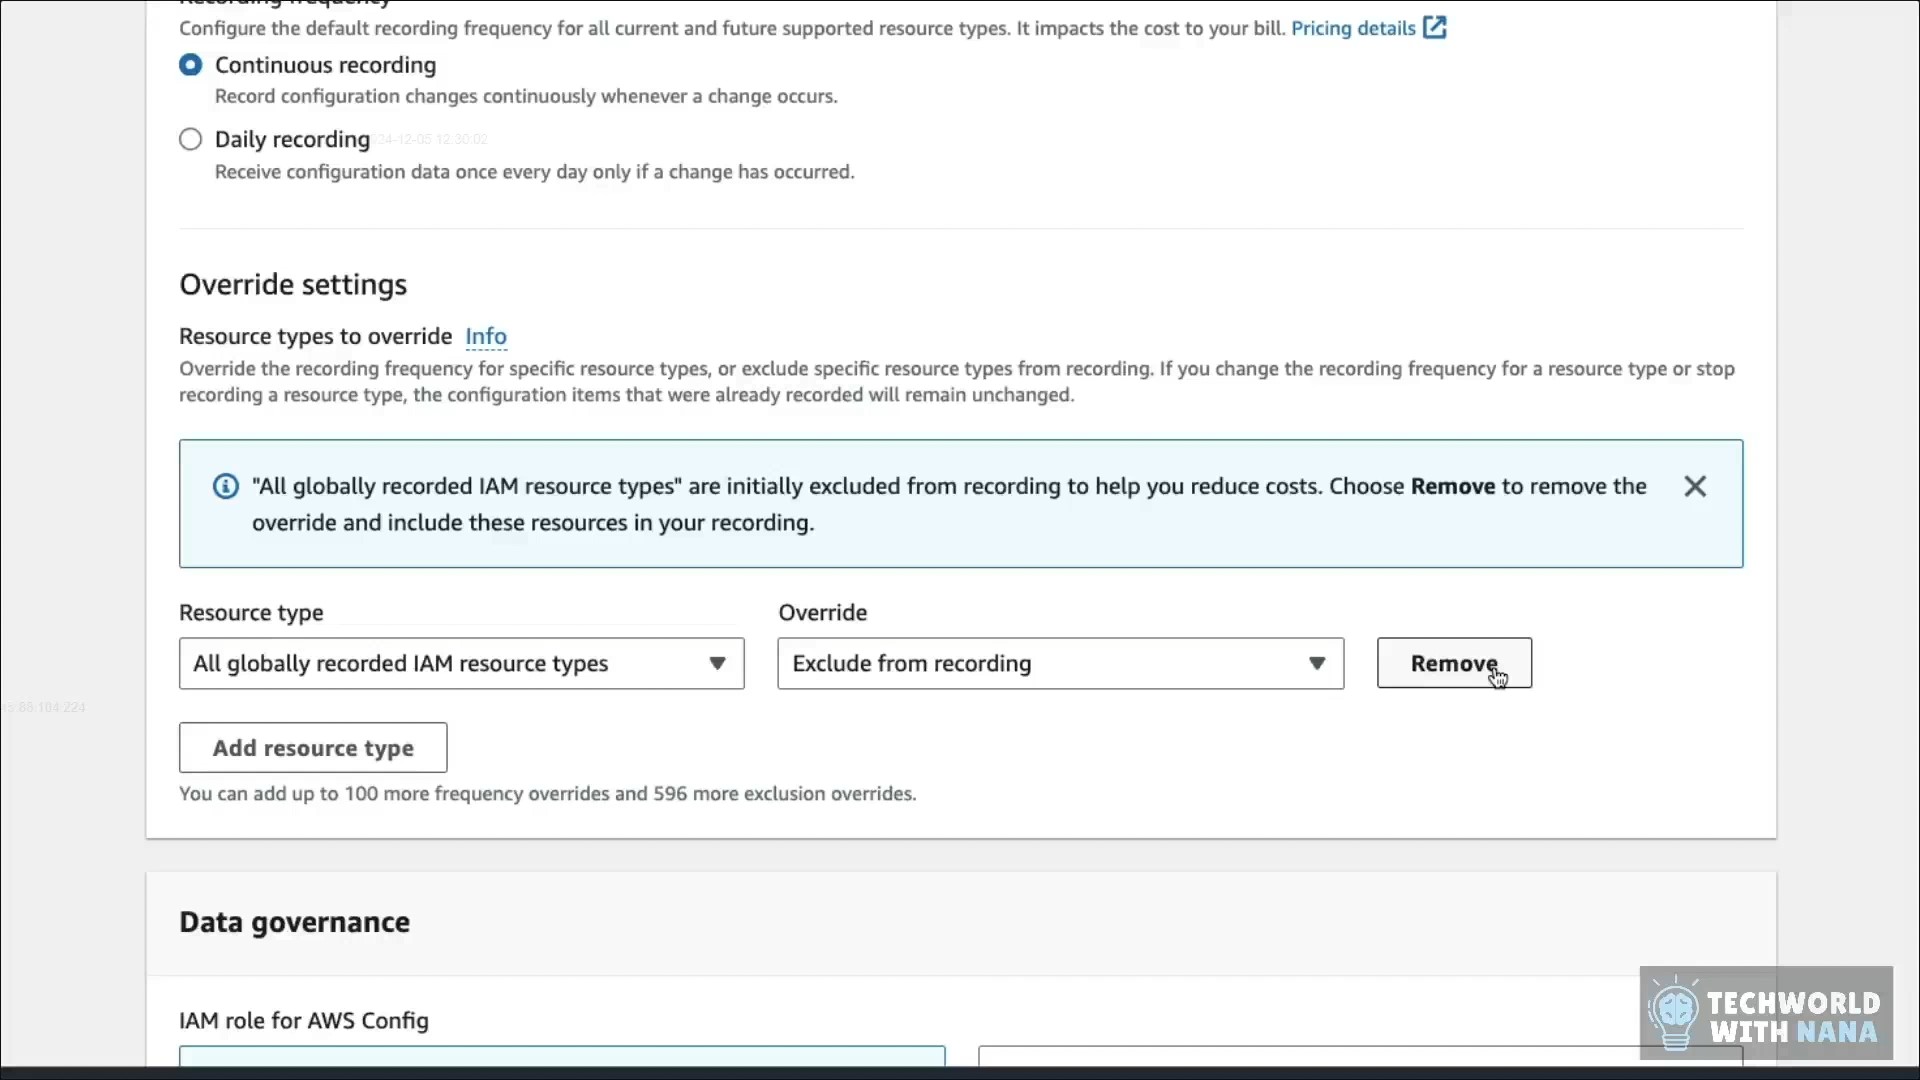 Recording frequency
Configure the default recording frequency for all current and future supported resource types. It impacts the cost to your bill. Pricing details
Continuous recording
Record configuration changes continuously whenever a change occurs.
Daily recording
24-12-05 12:30:02
Receive configuration data once every day only if a change has occurred.
Override settings
Resource types to override Info
Override the recording frequency for specific resource types, or exclude specific resource types from recording. If you change the recording frequency for a resource type or stop
recording a resource type, the configuration items that were already recorded will remain unchanged.
"All globally recorded IAM resource types" are initially excluded from recording to help you reduce costs. Choose Remove to remove the
override and include these resources in your recording.
Resource type Override
All globally recorded IAM resource types Exclude from recording Remove
Add resource type
You can add up to 100 more frequency overrides and 596 more exclusion overrides.
Data governance
IAM role for AWS Config
TECHWORLD
WITH NANA